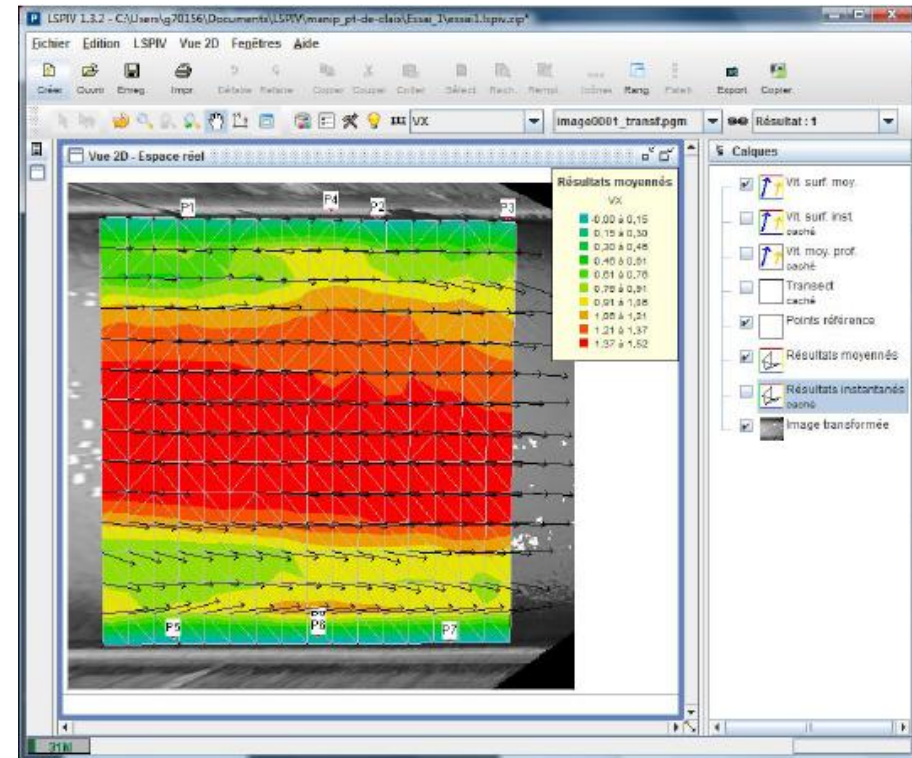 LSPIV 1.3.2 - C:\Users\g70156\Documents\LSPIV\manip_pt-de-claix\Essai_1\essai1.lspiv.zip*
Fichier Edition LSPIV Vue 2D Fenêtres Aide
Créer Ouvrir Enreg. Impr. Défaire Refaire Copier Couper Coller Sélect. Rech. Rempl. Icônes Rang. Palett Export Copier
VX image0001_transf.pgm Résultat : 1
Vue 2D - Espace réel
Calques
Résultats moyennés
VX
-0,00 à 0,15
0,15 à 0,30
0,30 à 0,46
0,46 à 0,61
0,61 à 0,76
0,76 à 0,91
0,91 à 1,06
1,06 à 1,21
1,21 à 1,37
1,37 à 1,52
P1
P4
P2
P3
P5
P6
P7
Vit. surf. moy.
Vit. surf. inst.
caché
Vit. moy. prof.
caché
Transect
caché
Points référence
Résultats moyennés
Résultats instantanés
caché
Image transformée